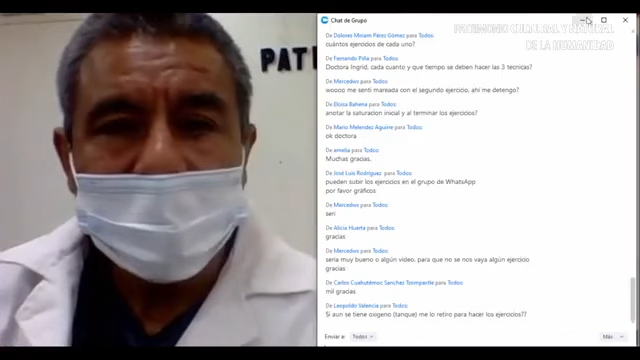 PATI
Chat de Grupo
PATRIMONIO CULTURAL Y NATURAL
DE LA HUMANIDAD
De Dolores Miriam Pérez Gómez para Todos:
cuántos ejercicios de cada uno?
De Fernando Piña para Todos:
Doctora Ingrid, cada cuanto y que tiempo se deben hacer las 3 tecnicas?
De Mercedws para Todos:
woooo me senti mareada con el segundo ejercicio, ahi me detengo?
De Eloisa Bahena para Todos:
anotar la saturacion inicial y al terminar los ejercicios?
De Mario Melendez Aguirre para Todos:
ok doctora
De amelia para Todos:
Muchas gracias.
De José Luis Rodríguez para Todos:
pueden subir los ejercicios en el grupo de WhatsApp
por favor gráficos
De Mercedws para Todos:
seri
De Alicia Huerta para Todos:
gracias
De Mercedws para Todos:
seria muy bueno o algún video, para que no se nos vaya algún ejercicio
gracias
De Carlos Cuahutémoc Sanchez Tzimpantle para Todos:
mil gracias
De Leopoldo Valencia para Todos:
Si aun se tiene oxigeno (tanque) me lo retiro para hacer los ejercicios??
Enviar a: Todos
Más